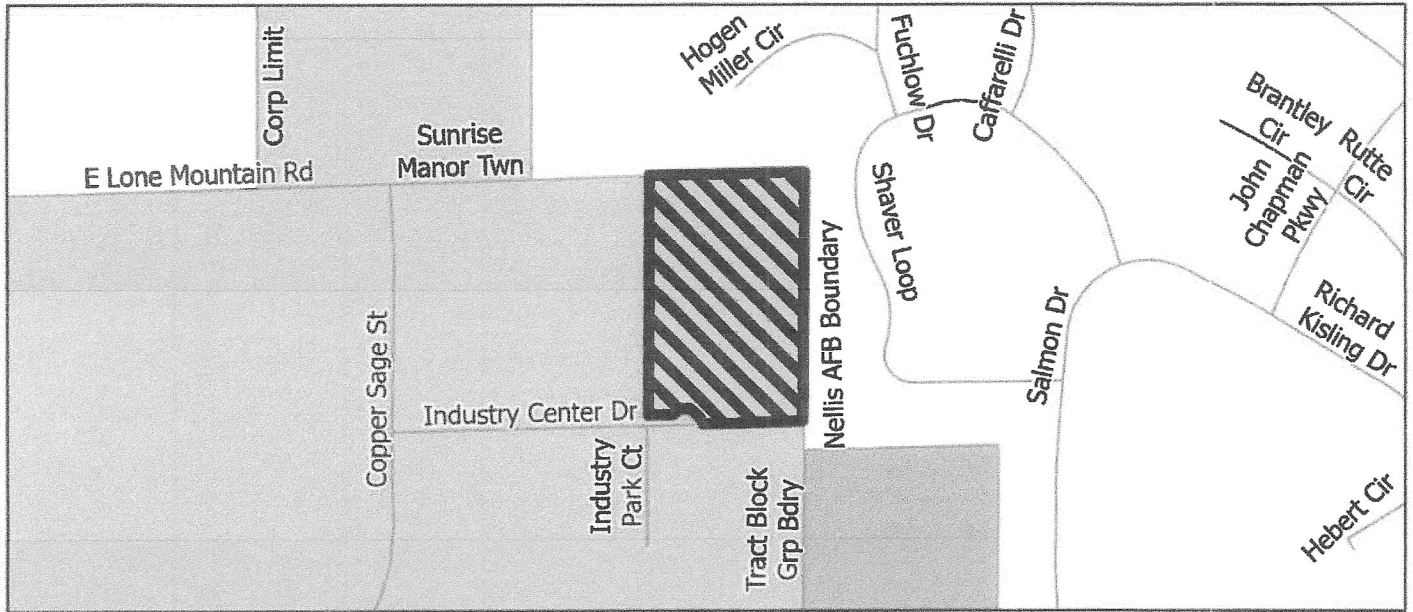 Corp Limit
Sunrise
Manor Twn
E Lone Mountain Rd
Hogen
Miller Cir
Fuchlow Dr
Caffarelli Dr
Brantley
Cir
Rutte
Cir
John
Chapman
Pkwy
Shaver Loop
Richard
Kisling Dr
Salmon Dr
Nellis AFB Boundary
Copper Sage St
Industry Center Dr
Industry
Park Ct
Tract Block
Grp Bdry
Hebert Cir